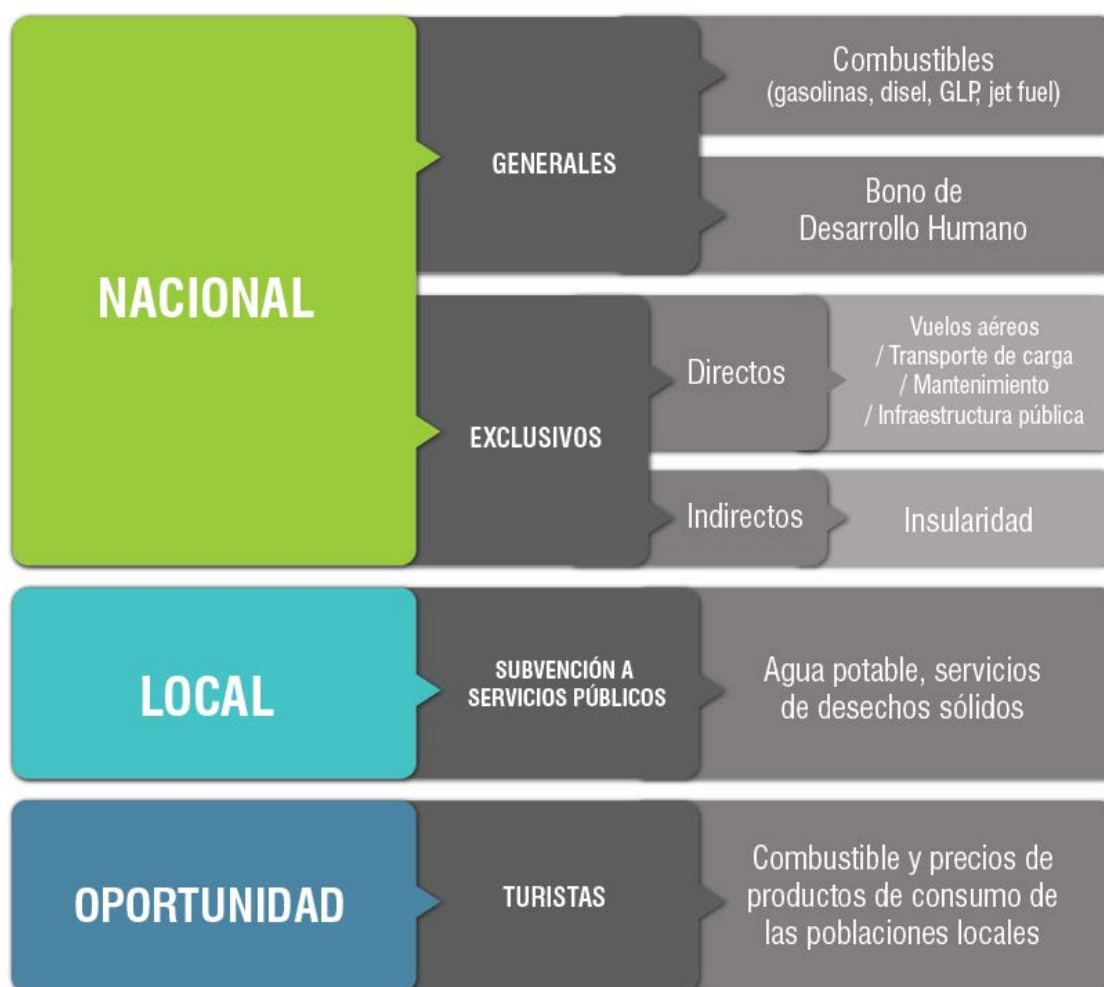 NACIONAL
GENERALES
Combustibles
(gasolinas, disel, GLP, jet fuel)
Bono de
Desarrollo Humano
EXCLUSIVOS
Directos
Vuelos aéreos
/ Transporte de carga
/ Mantenimiento
/ Infraestructura pública
Indirectos
Insularidad
LOCAL
SUBVENCIÓN A
SERVICIOS PÚBLICOS
Agua potable, servicios
de desechos sólidos
OPORTUNIDAD
TURISTAS
Combustible y precios de
productos de consumo de
las poblaciones locales